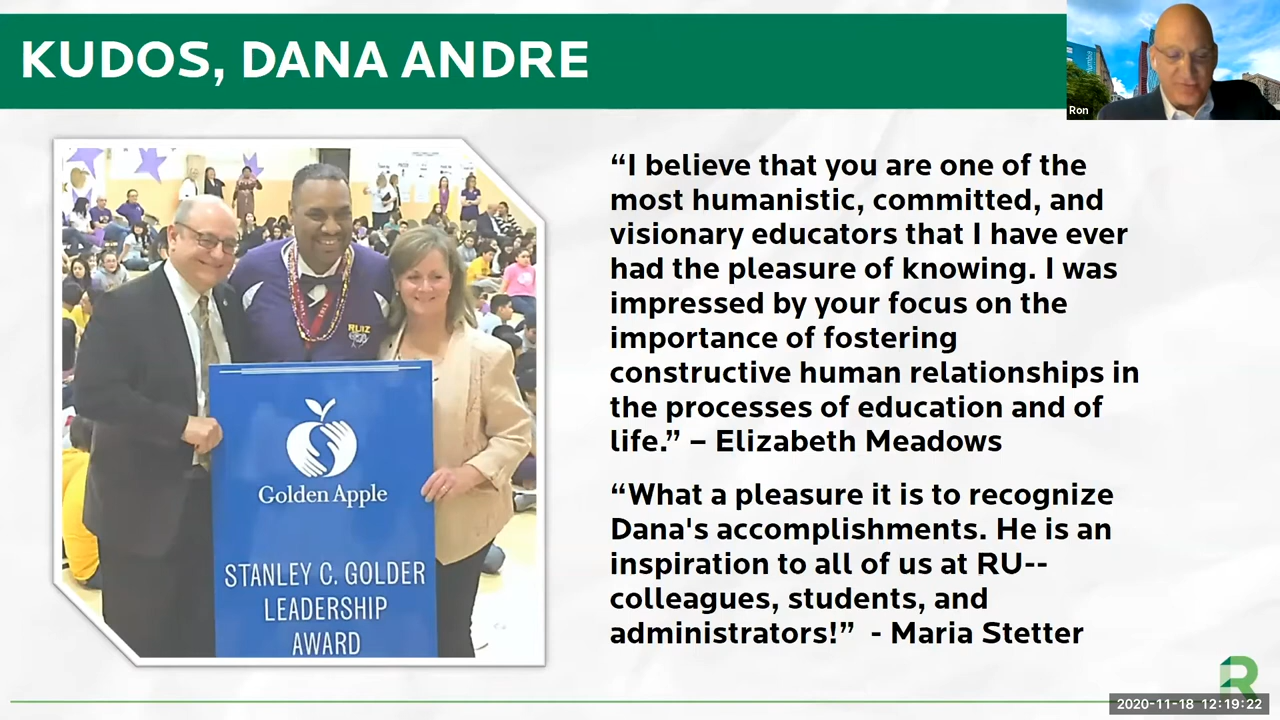 KUDOS, DANA ANDRE
Ron
“I believe that you are one of the
most humanistic, committed, and
visionary educators that I have ever
had the pleasure of knowing. I was
impressed by your focus on the
importance of fostering
constructive human relationships in
the processes of education and of
life.” – Elizabeth Meadows
“What a pleasure it is to recognize
Dana's accomplishments. He is an
inspiration to all of us at RU--
colleagues, students, and
administrators!” - Maria Stetter
RUIZ
Golden Apple
STANLEY C. GOLDER
LEADERSHIP
AWARD
R
2020-11-18 12:19:22